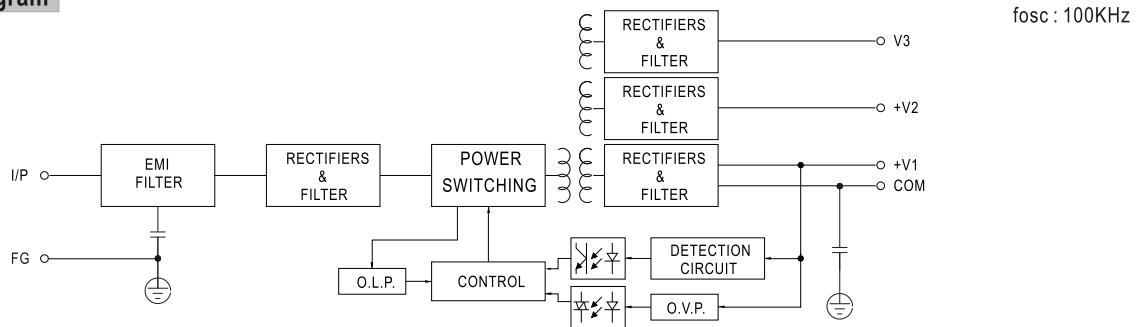 gram
fosc : 100KHz
RECTIFIERS
&
FILTER
V3
RECTIFIERS
&
FILTER
+V2
I/P
EMI
FILTER
RECTIFIERS
&
FILTER
POWER
SWITCHING
RECTIFIERS
&
FILTER
+V1
COM
FG
O.L.P.
CONTROL
DETECTION
CIRCUIT
O.V.P.